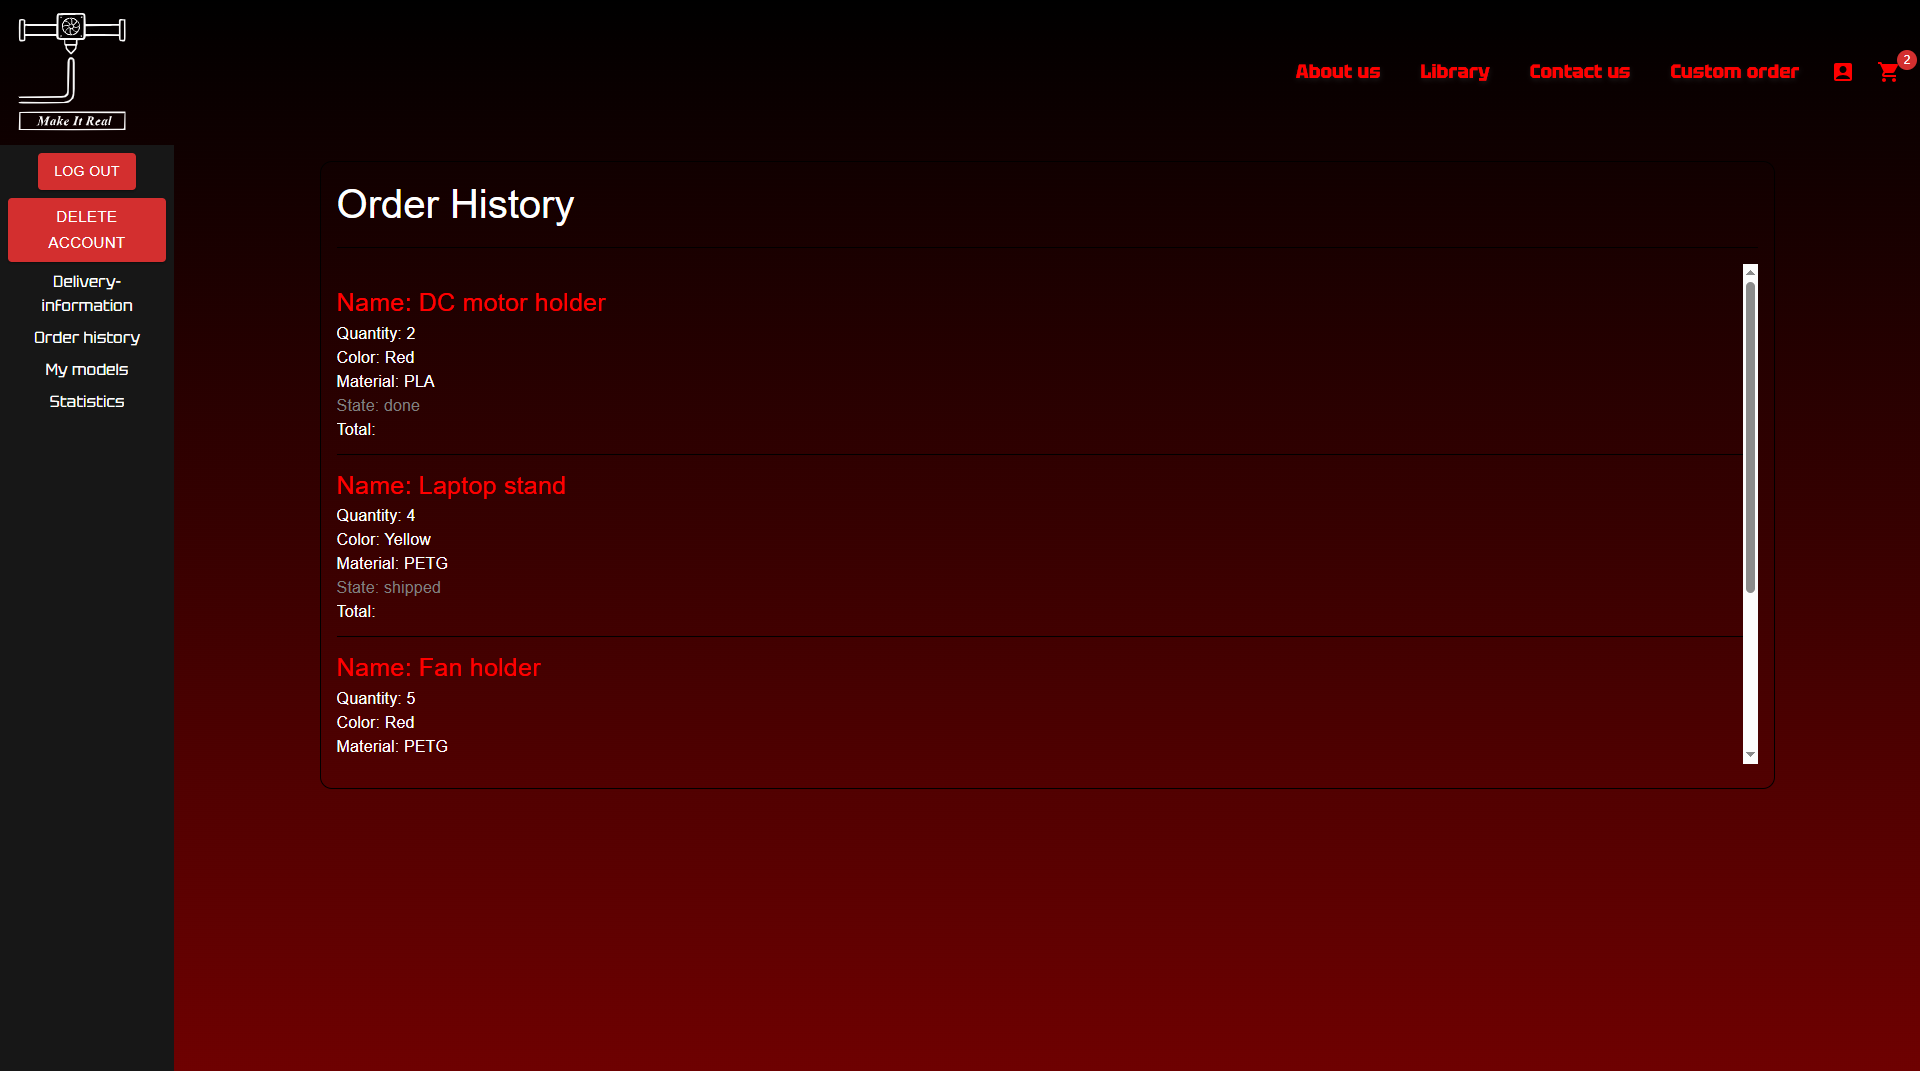 Make It Real
About us
Library
Contact us
Custom order
2
LOG OUT
DELETE
ACCOUNT
Delivery-
information
Order history
My models
Statistics
Order History
Name: DC motor holder
Quantity: 2
Color: Red
Material: PLA
State: done
Total:
Name: Laptop stand
Quantity: 4
Color: Yellow
Material: PETG
State: shipped
Total:
Name: Fan holder
Quantity: 5
Color: Red
Material: PETG